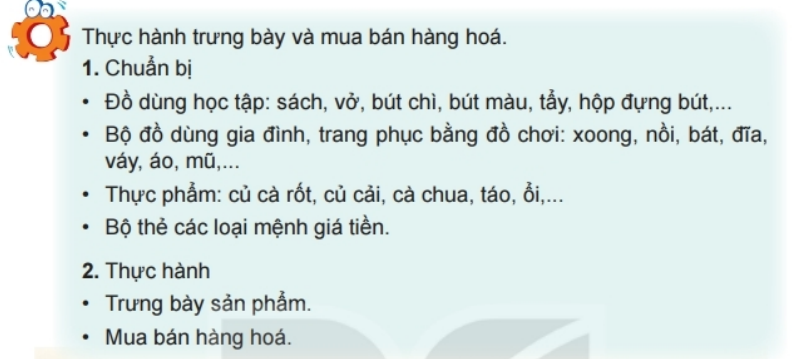 Thực hành trưng bày và mua bán hàng hoá.
1. Chuẩn bị
• Đồ dùng học tập: sách, vở, bút chì, bút màu, tẩy, hộp đựng bút,...
• Bộ đồ dùng gia đình, trang phục bằng đồ chơi: xoong, nồi, bát, đĩa,
váy, áo, mũ,...
• Thực phẩm: củ cà rốt, củ cải, cà chua, táo, ổi,...
• Bộ thẻ các loại mệnh giá tiền.
2. Thực hành
• Trưng bày sản phẩm.
• Mua bán hàng hoá.